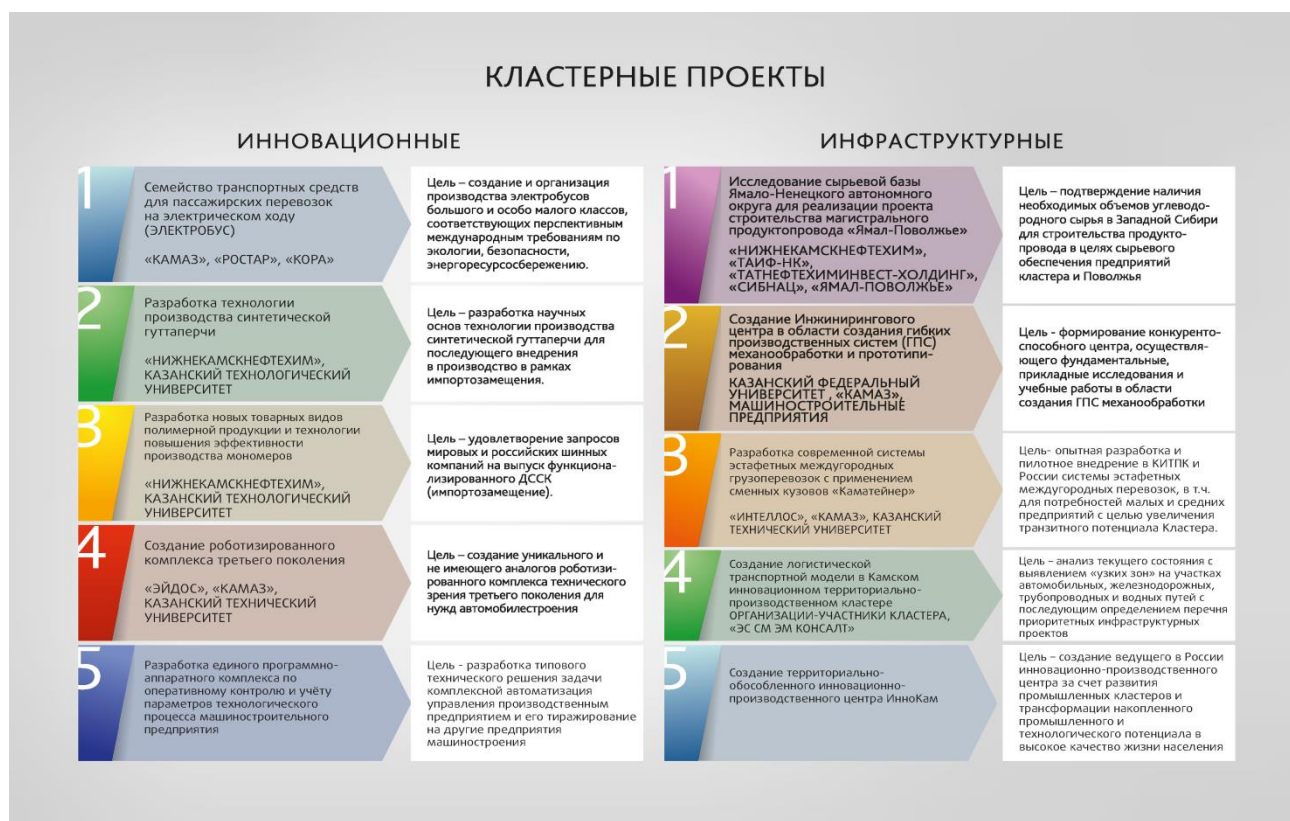 КЛАСТЕРНЫЕ ПРОЕКТЫ
ИННОВАЦИОННЫЕ
1
Семейство транспортных средств
для пассажирских перевозок
на электрическом ходу
(ЭЛЕКТРОБУС)
«КАМАЗ», «РОСТАР», «КОРА»
Цель – создание и организация
производства электробусов
большого и особо малого классов,
соответствующих перспективным
международным требованиям по
экологии, безопасности,
энергоресурсосбережению.
2
Разработка технологии
производства синтетической
гуттаперчи
«НИЖНЕКАМСКНЕФТЕХИМ»,
КАЗАНСКИЙ ТЕХНОЛОГИЧЕСКИЙ
УНИВЕРСИТЕТ
Цель – разработка научных
основ технологии производства
синтетической гуттаперчи для
последующего внедрения
в производство в рамках
импортозамещения.
3
Разработка новых товарных видов
полимерной продукции и технологии
повышения эффективности
производства мономеров
«НИЖНЕКАМСКНЕФТЕХИМ»,
КАЗАНСКИЙ ТЕХНОЛОГИЧЕСКИЙ
УНИВЕРСИТЕТ
Цель – удовлетворение запросов
мировых и российских шинных
компаний на выпуск функциона-
лизированного ДССК
(импортозамещение).
4
Создание роботизированного
комплекса третьего поколения
«ЭЙДОС», «КАМАЗ»,
КАЗАНСКИЙ ТЕХНИЧЕСКИЙ
УНИВЕРСИТЕТ
Цель – создание уникального и
не имеющего аналогов роботизи-
рованного комплекса технического
зрения третьего поколения для
нужд автомобилестроения
5
Разработка единого программно-
аппаратного комплекса по
оперативному контролю и учёту
параметров технологического
процесса машиностроительного
предприятия
Цель - разработка типового
технического решения задачи
комплексной автоматизация
управления производственным
предприятием и его тиражирование
на другие предприятия
машиностроения
ИНФРАСТРУКТУРНЫЕ
1
Исследование сырьевой базы
Ямало-Ненецкого автономного
округа для реализации проекта
строительства магистрального
продуктопровода «Ямал-Поволжье»
«НИЖНЕКАМСКНЕФТЕХИМ»,
«ТАИФ-НК»,
«ТАТНЕФТЕХИМИНВЕСТ-ХОЛДИНГ»,
«СИБНАЦ», «ЯМАЛ-ПОВОЛЖЬЕ»
Цель – подтверждение наличия
необходимых объемов углеводо-
родного сырья в Западной Сибири
для строительства продукто-
провода в целях сырьевого
обеспечения предприятий
кластера и Поволжья
2
Создание Инжинирингового
центра в области создания гибких
производственных систем (ГПС)
механообработки и прототипи-
рования
КАЗАНСКИЙ ФЕДЕРАЛЬНЫЙ
УНИВЕРСИТЕТ , «КАМАЗ»,
МАШИНОСТРОИТЕЛЬНЫЕ
ПРЕДПРИЯТИЯ
Цель - формирование конкуренто-
способного центра, осуществля-
ющего фундаментальные,
прикладные исследования и
учебные работы в области
создания ГПС механообработки
3
Разработка современной системы
эстафетных междугородных
грузоперевозок с применением
сменных кузовов «Каматейнер»
«ИНТЕЛЛОС», «КАМАЗ», КАЗАНСКИЙ
ТЕХНИЧЕСКИЙ УНИВЕРСИТЕТ
Цель- опытная разработка и
пилотное внедрение в КИТПК и
России системы эстафетных
междугородных перевозок, в т.ч.
для потребностей малых и средних
предприятий с целью увеличения
транзитного потенциала Кластера.
4
Создание логистической
транспортной модели в Камском
инновационном территориально-
производственном кластере
ОРГАНИЗАЦИИ-УЧАСТНИКИ КЛАСТЕРА,
«ЭС СМ ЭМ КОНСАЛТ»
Цель – анализ текущего состояния с
выявлением «узких зон» на участках
автомобильных, железнодорожных,
трубопроводных и водных путей с
последующим определением перечня
приоритетных инфраструктурных
проектов
5
Создание территориально-
обособленного инновационно-
производственного центра ИнноКам
Цель – создание ведущего в России
инновационно-производственного
центра за счет развития
промышленных кластеров и
трансформации накопленного
промышленного и
технологического потенциала в
высокое качество жизни населения